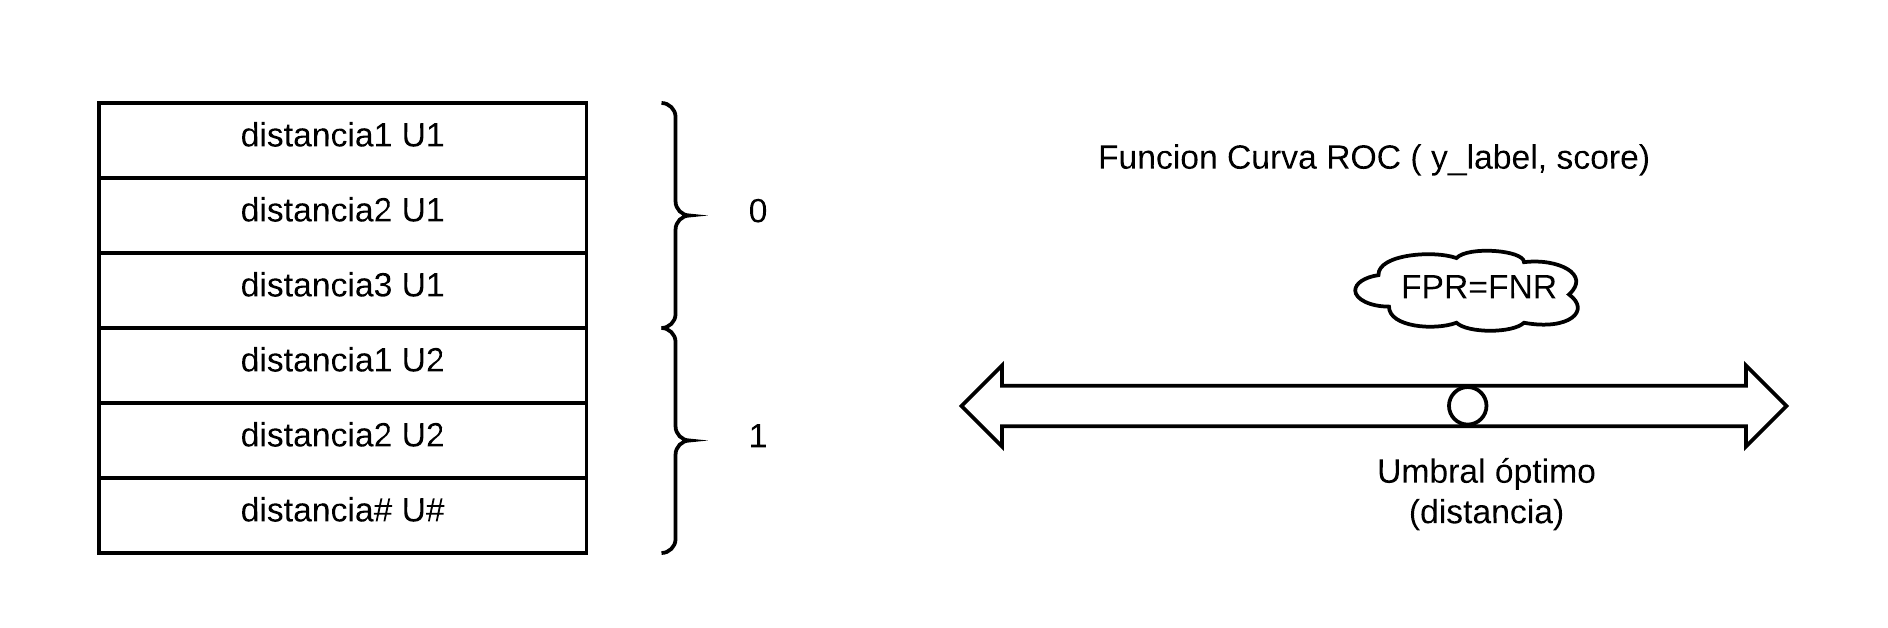 distancia1 U1
distancia2 U1
distancia3 U1
distancia1 U2
distancia2 U2
distancia# U#
0
1
Funcion Curva ROC ( y_label, score)
FPR=FNR
Umbral óptimo
(distancia)